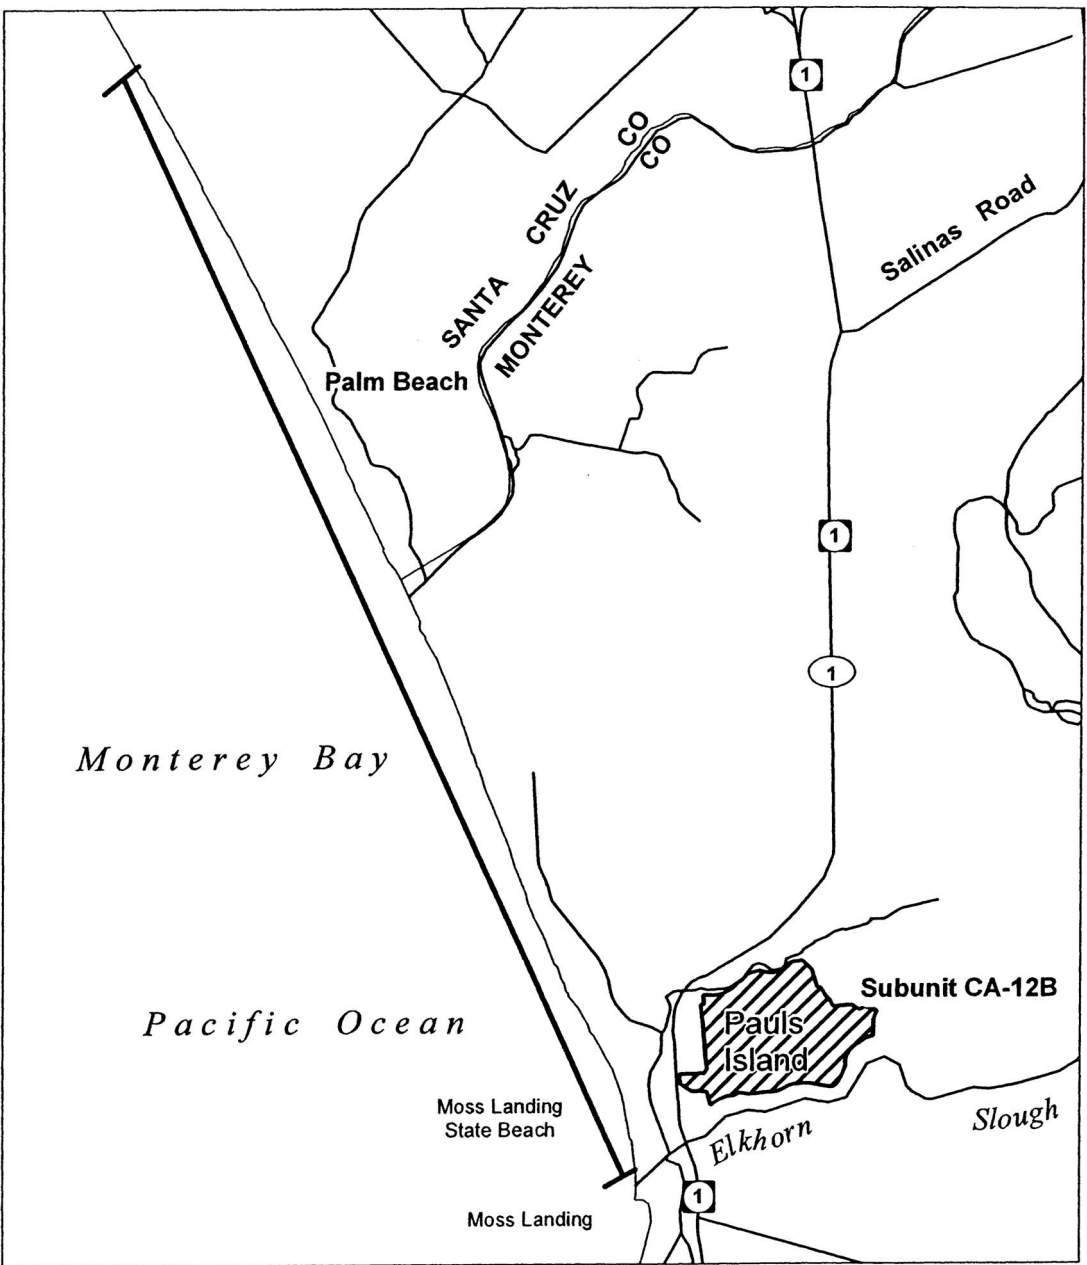 1
CO
CO
CRUZ
SANTA
MONTEREY
Salinas Road
Palm Beach
1
1
Monterey Bay
Subunit CA-12B
Pauls
Island
Pacific Ocean
Moss Landing
State Beach
Elkhorn Slough
1
Moss Landing